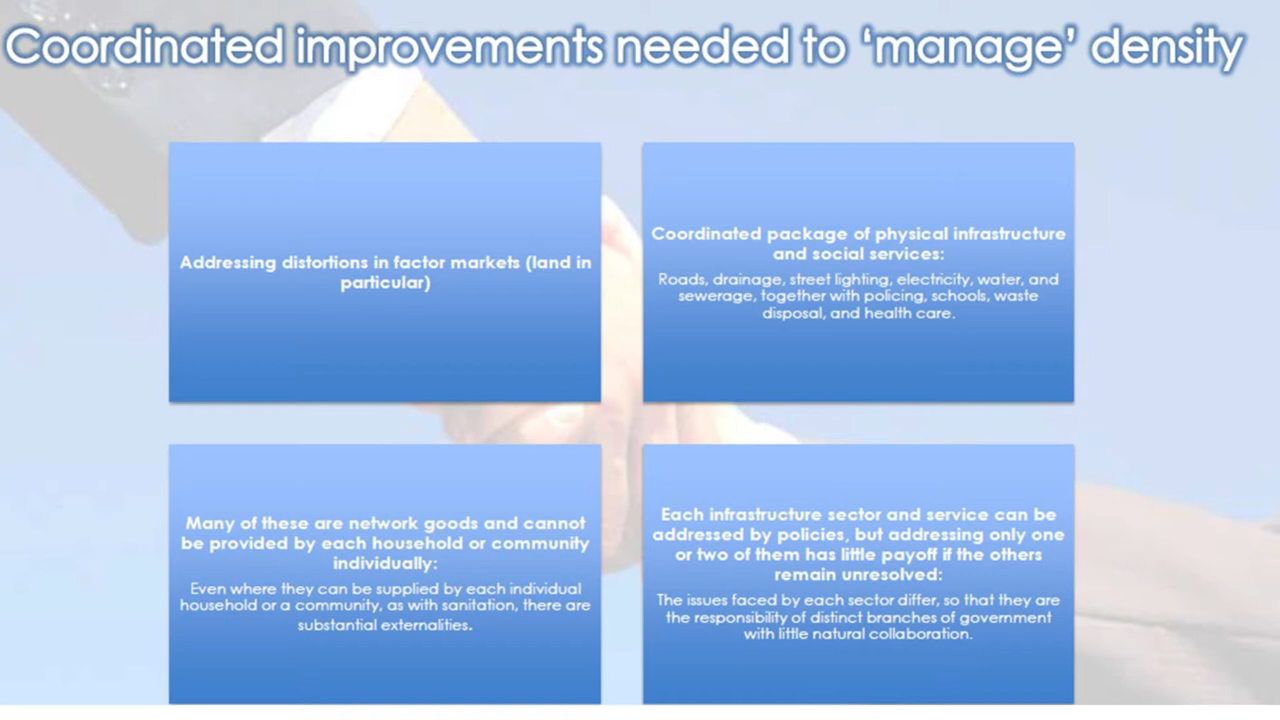 Coordinated improvements needed to ‘manage’ density
Addressing distortions in factor markets (land in
particular)
Coordinated package of physical infrastructure
and social services:
Roads, drainage, street lighting, electricity, water, and
sewerage, together with policing, schools, waste
disposal, and health care.
Many of these are network goods and cannot
be provided by each household or community
individually:
Even where they can be supplied by each individual
household or a community, as with sanitation, there are
substantial externalities.
Each infrastructure sector and service can be
addressed by policies, but addressing only one
or two of them has little payoff if the others
remain unresolved:
The issues faced by each sector differ, so that they are
the responsibility of distinct branches of government
with little natural collaboration.